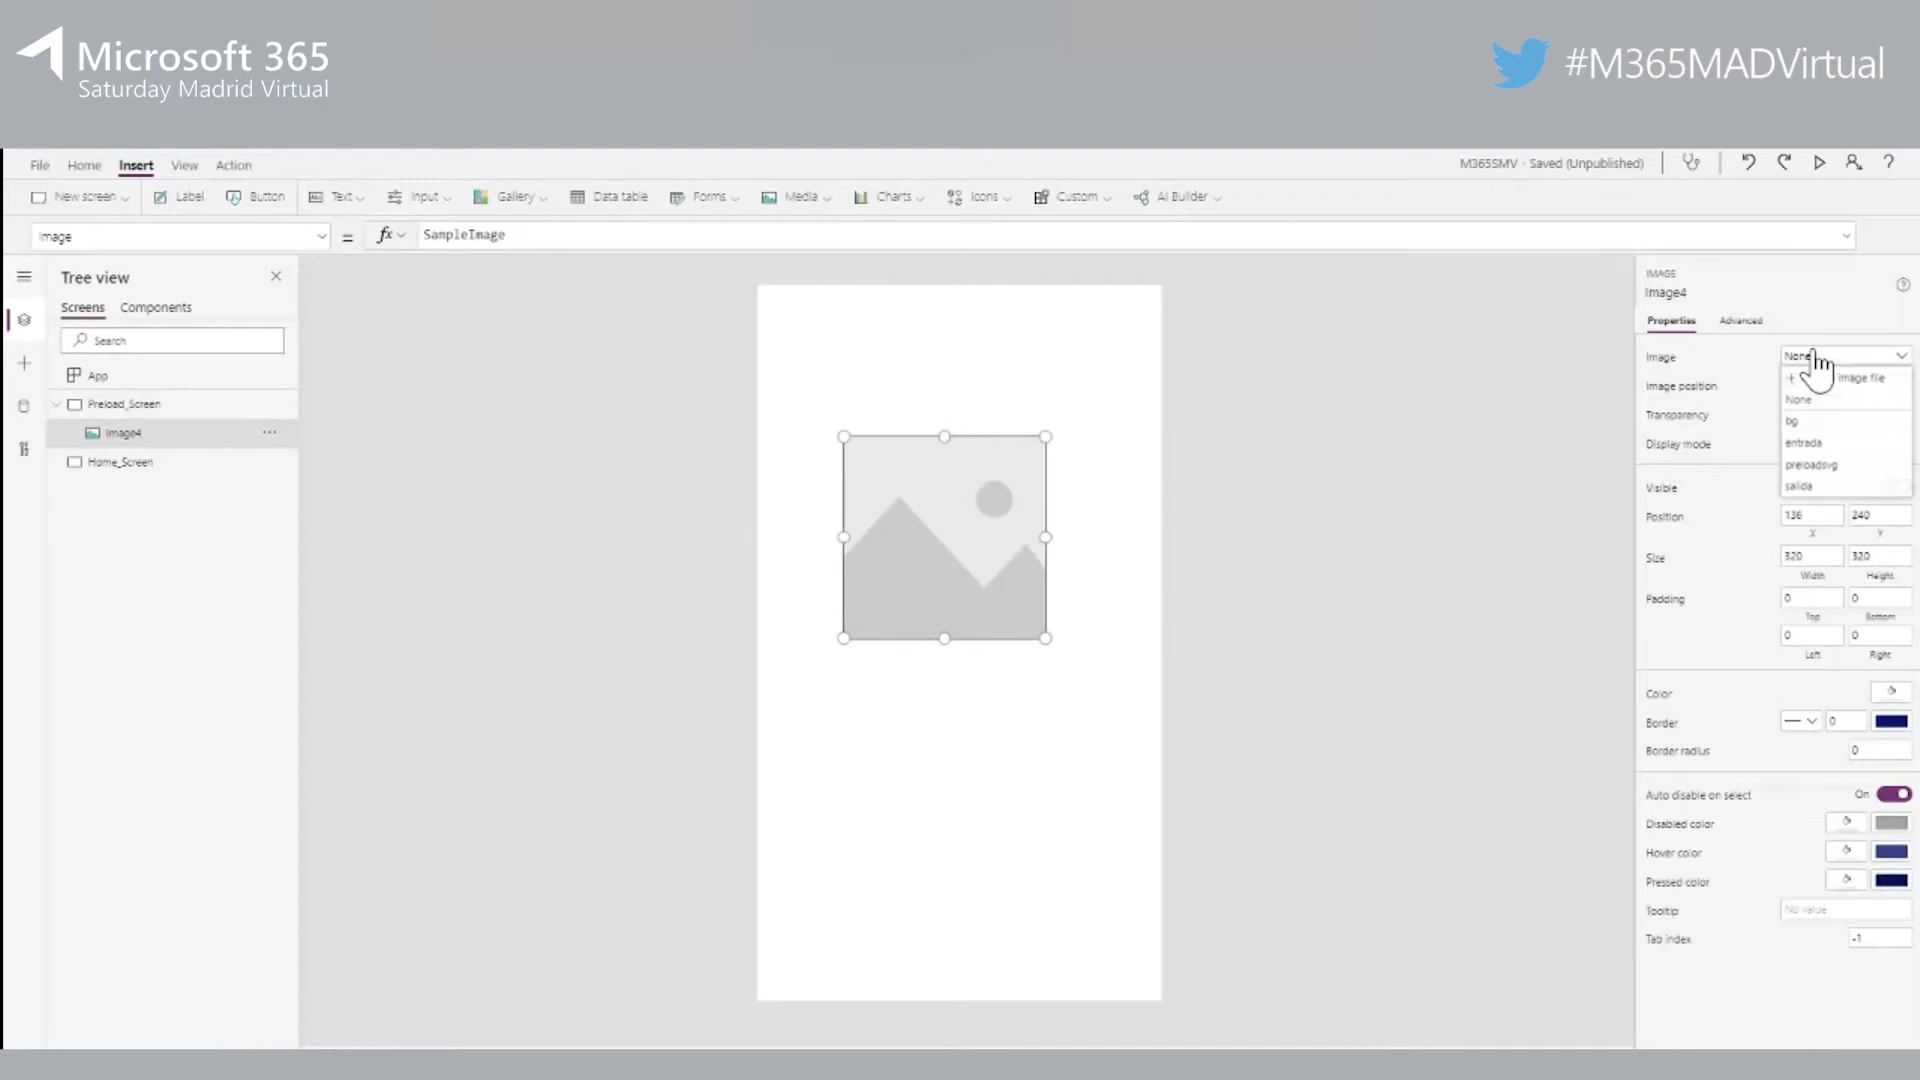 Microsoft 365
Saturday Madrid Virtual
#M365MADVirtual
File Home Insert View Action
M365SMV - Saved (Unpublished)
New screen Label Button Text Input Gallery Data table Forms Media Charts Icons Custom AI Builder
Image = fx SampleImage
Tree view
Screens Components
Search
App
Preload_Screen
Image4
Home_Screen
IMAGE
Image4
Properties Advanced
Image None
image file
Image position
None
Transparency
bg
Display mode
entrada
preloadsvg
salida
Visible
Position 136 240
X Y
Size 320 320
Width Height
Padding 0 0
Top Bottom
0 0
Left Right
Color
Border 0
Border radius 0
Auto disable on select On
Disabled color
Hover color
Pressed color
Tooltip No value
Tab index -1